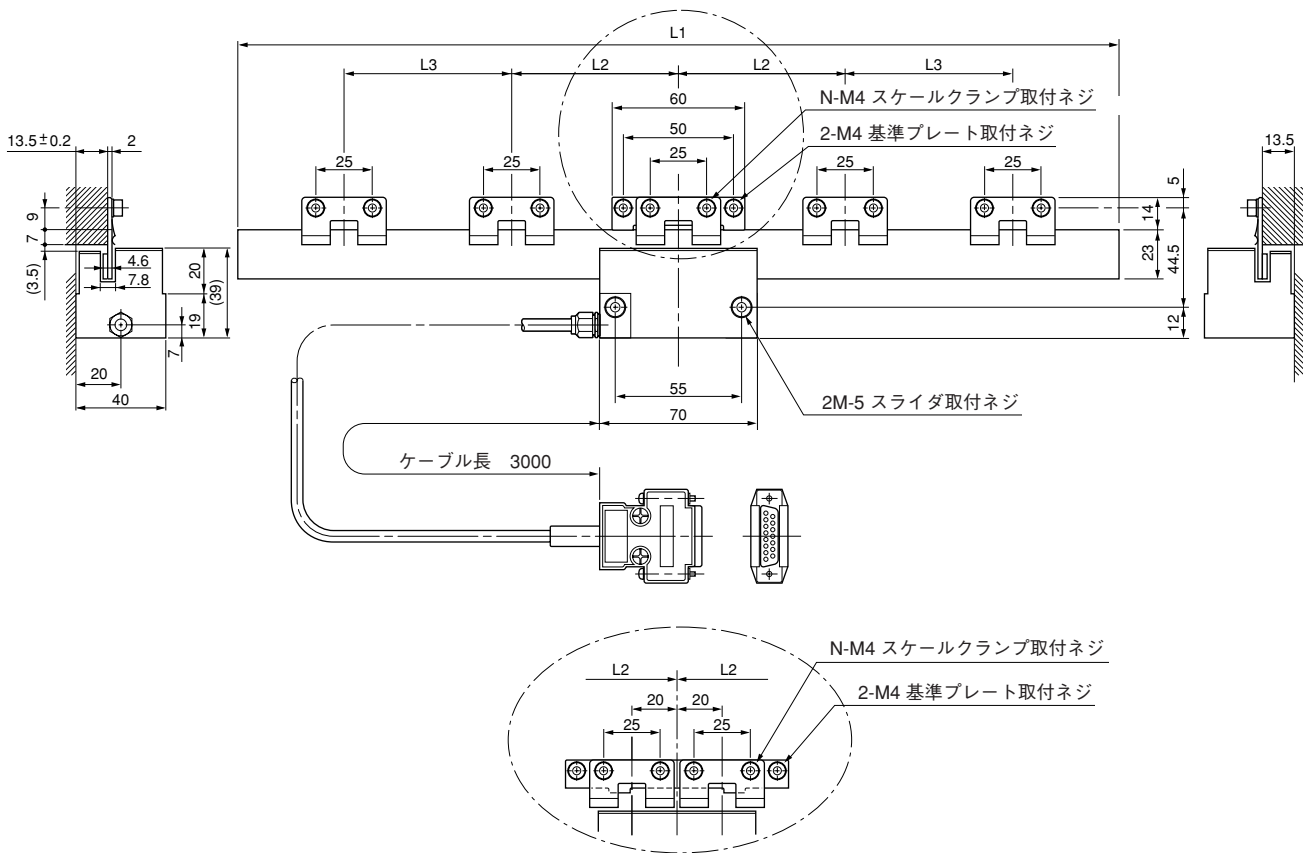 L1
L3 L2 L2 L3
N-M4 スケールクランプ取付ネジ
60
2-M4 基準プレート取付ネジ
50
13.5±0.2 2
13.5
25 25 25 25 25
5
9
14
7
23
44.5
(3.5)
4.6
7.8
20
(39)
19
12
7
20
40
55
70
2M-5 スライダ取付ネジ
ケーブル長 3000
N-M4 スケールクランプ取付ネジ
L2 L2
2-M4 基準プレート取付ネジ
20 20
25 25